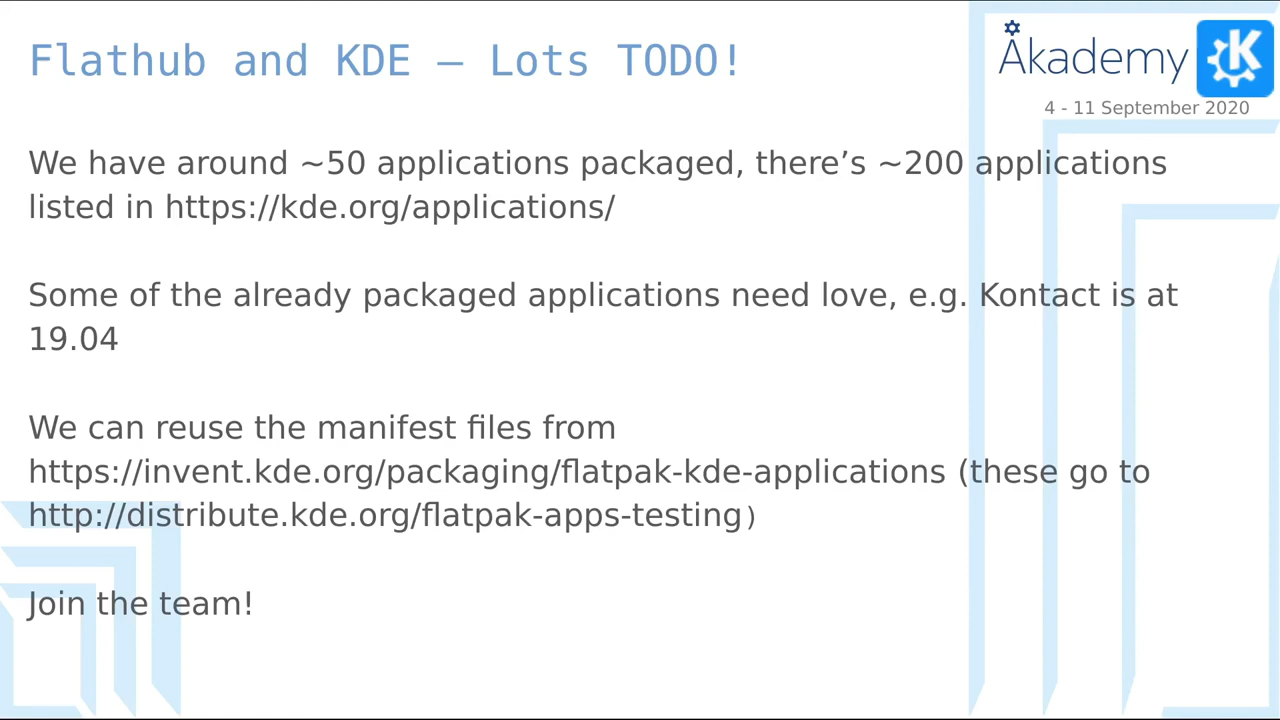 Flathub and KDE – Lots TODO!
Akademy
K
4 - 11 September 2020
We have around ~50 applications packaged, there’s ~200 applications
listed in https://kde.org/applications/
Some of the already packaged applications need love, e.g. Kontact is at
19.04
We can reuse the manifest files from
https://invent.kde.org/packaging/flatpak-kde-applications (these go to
http://distribute.kde.org/flatpak-apps-testing)
Join the team!